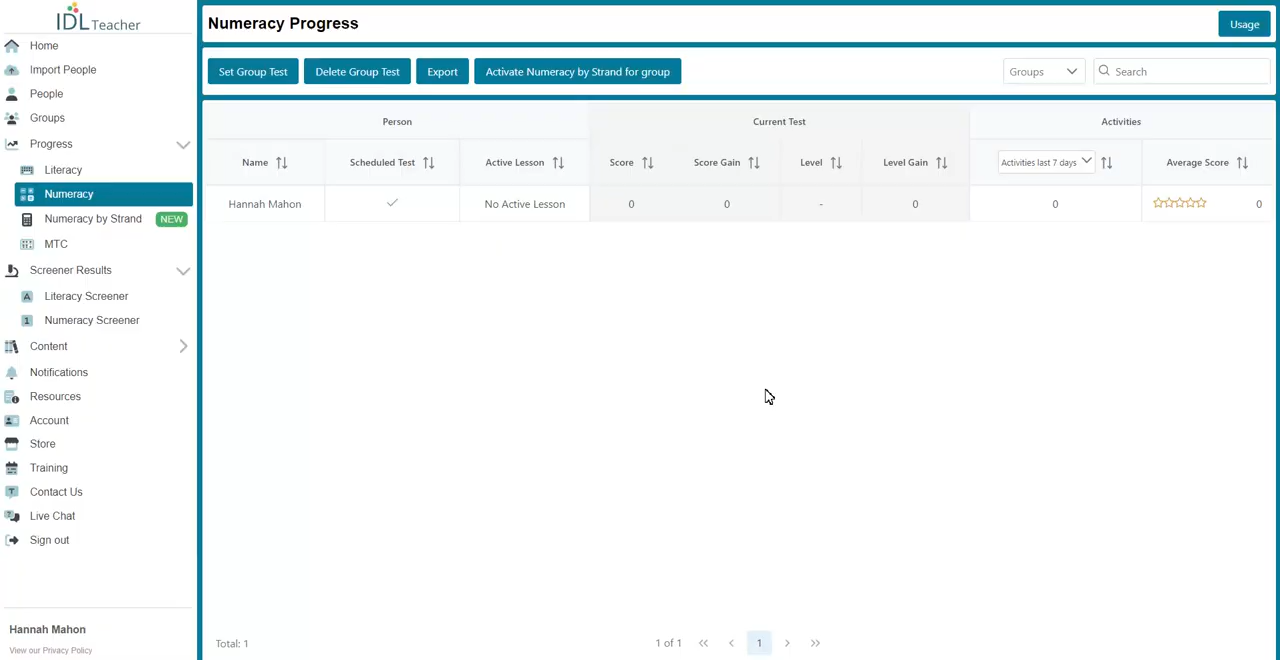 IDL Teacher
Home
Import People
People
Groups
Progress
Literacy
Numeracy
Numeracy by Strand NEW
MTC
Screener Results
A Literacy Screener
1 Numeracy Screener
Content
Notifications
Resources
Account
Store
Training
Contact Us
Live Chat
Sign out
Hannah Mahon
View our Privacy Policy
Numeracy Progress
Usage
Set Group Test Delete Group Test Export Activate Numeracy by Strand for group Groups Search
Person Current Test Activities
Name Scheduled Test Active Lesson Score Score Gain Level Level Gain Activities last 7 days Average Score
Hannah Mahon No Active Lesson 0 0 - 0 0 0
Total: 1 1 of 1 << < 1 > >>